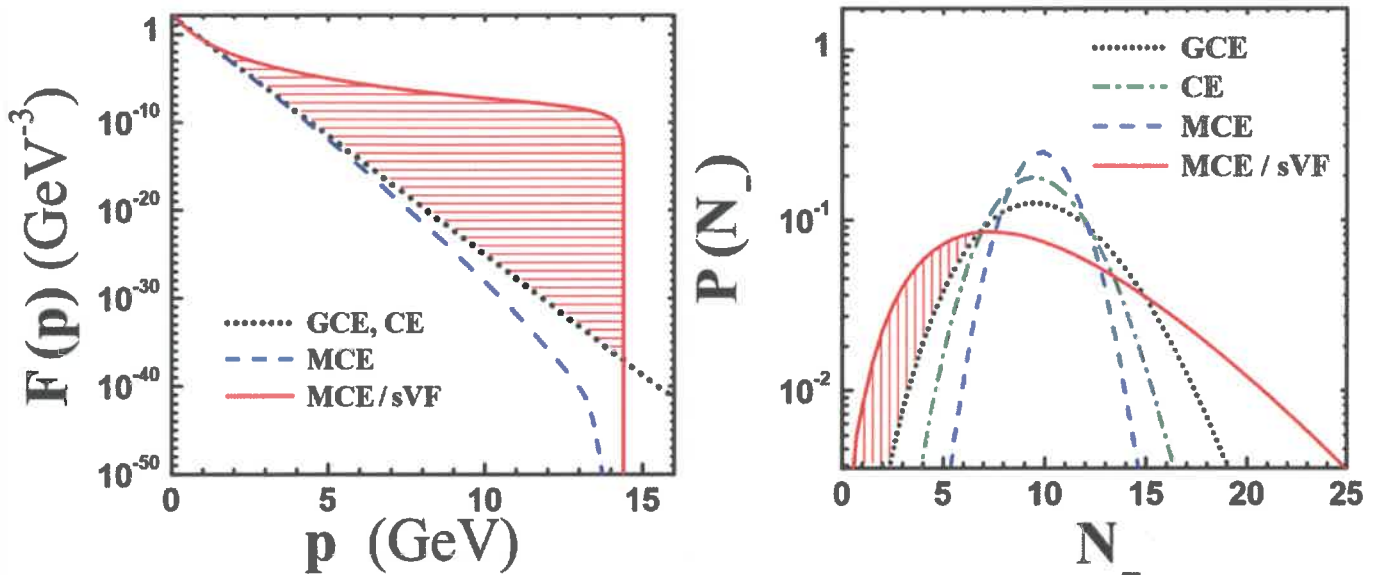 F(p) (GeV⁻³)
1
10⁻¹⁰
10⁻²⁰
10⁻³⁰
10⁻⁴⁰
10⁻⁵⁰
GCE, CE
MCE
MCE / sVF
0 5 10 15
p (GeV)
P(N_)
1
10⁻¹
10⁻²
GCE
CE
MCE
MCE / sVF
0 5 10 15 20 25
N_